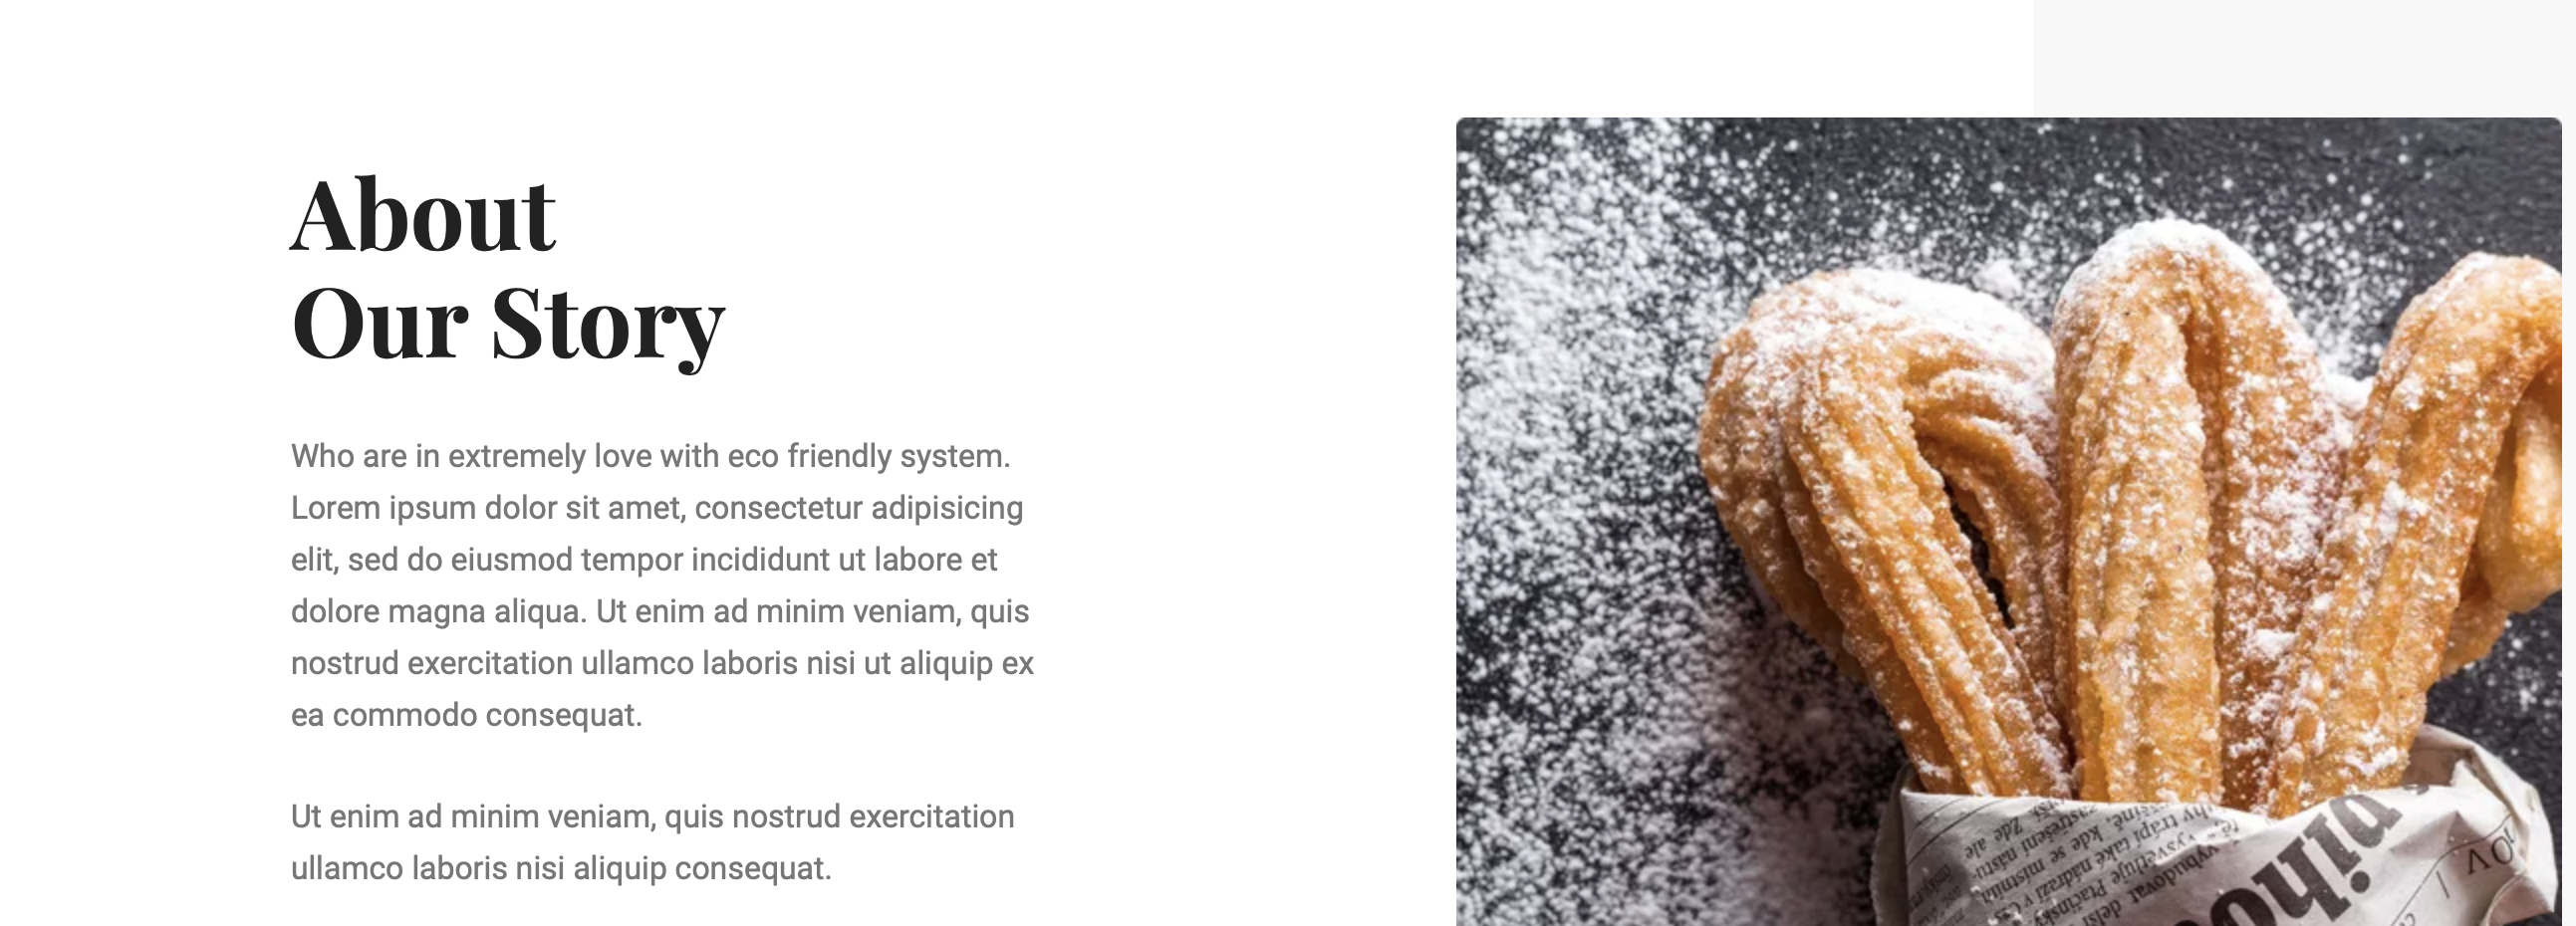 About
Our Story
Who are in extremely love with eco friendly system.
Lorem ipsum dolor sit amet, consectetur adipisicing
elit, sed do eiusmod tempor incididunt ut labore et
dolore magna aliqua. Ut enim ad minim veniam, quis
nostrud exercitation ullamco laboris nisi ut aliquip ex
ea commodo consequat.
Ut enim ad minim veniam, quis nostrud exercitation
ullamco laboris nisi aliquip consequat.